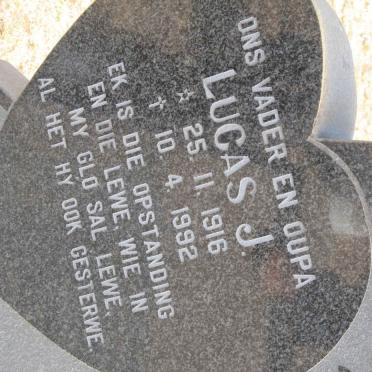 ONS VADER EN OUPA
LUCAS J.
☆ 25. 11. 1916
✝ 10. 4. 1992
EK IS DIE OPSTANDING
EN DIE LEWE, WIE IN
MY GLO SAL LEWE,
AL HET HY OOK GESTERWE.